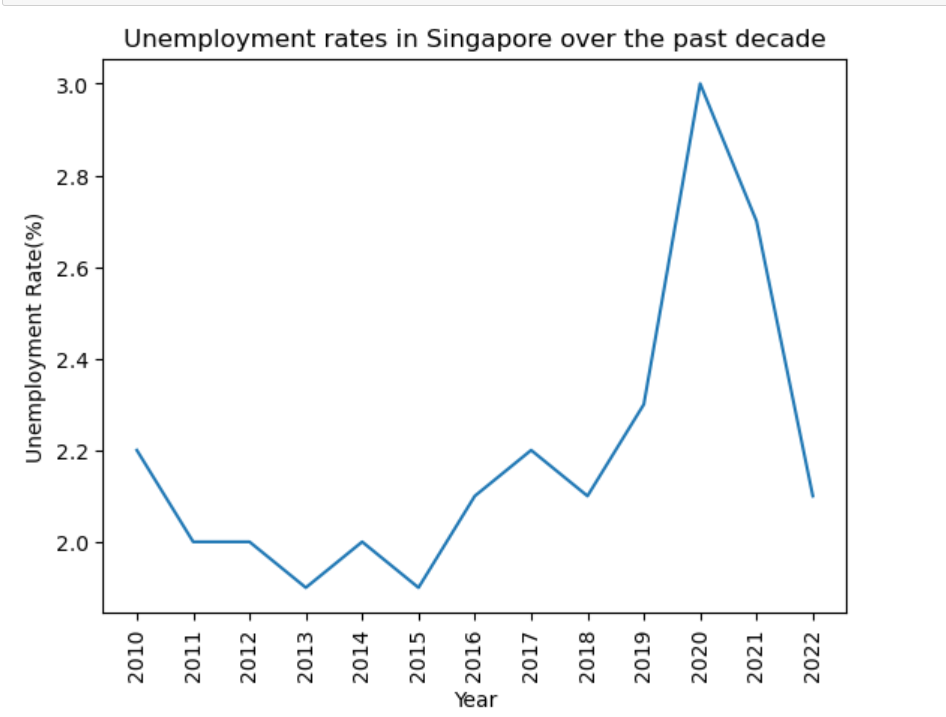 Unemployment rates in Singapore over the past decade
3.0
2.8
2.6
2.4
2.2
2.0
Unemployment Rate(%)
2010 2011 2012 2013 2014 2015 2016 2017 2018 2019 2020 2021 2022
Year